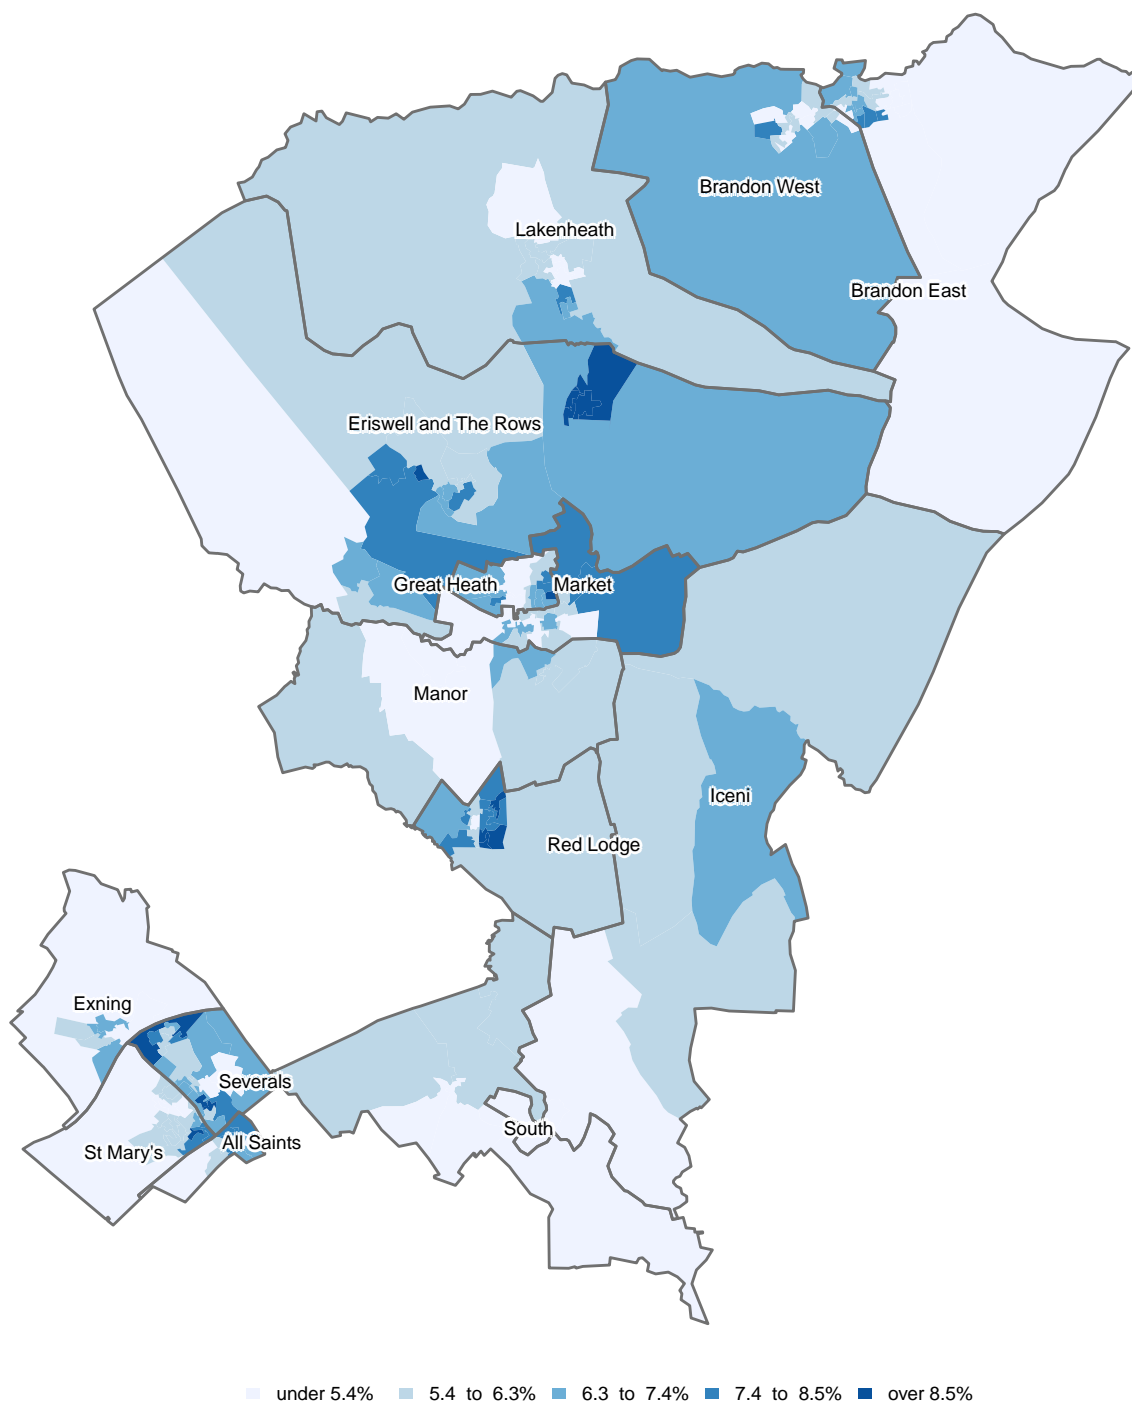 Brandon West
Lakenheath
Brandon East
Eriswell and The Rows
Great Heath
Market
Manor
Iceni
Red Lodge
Exning
Severals
South
All Saints
St Mary's
under 5.4% 5.4 to 6.3% 6.3 to 7.4% 7.4 to 8.5% over 8.5%